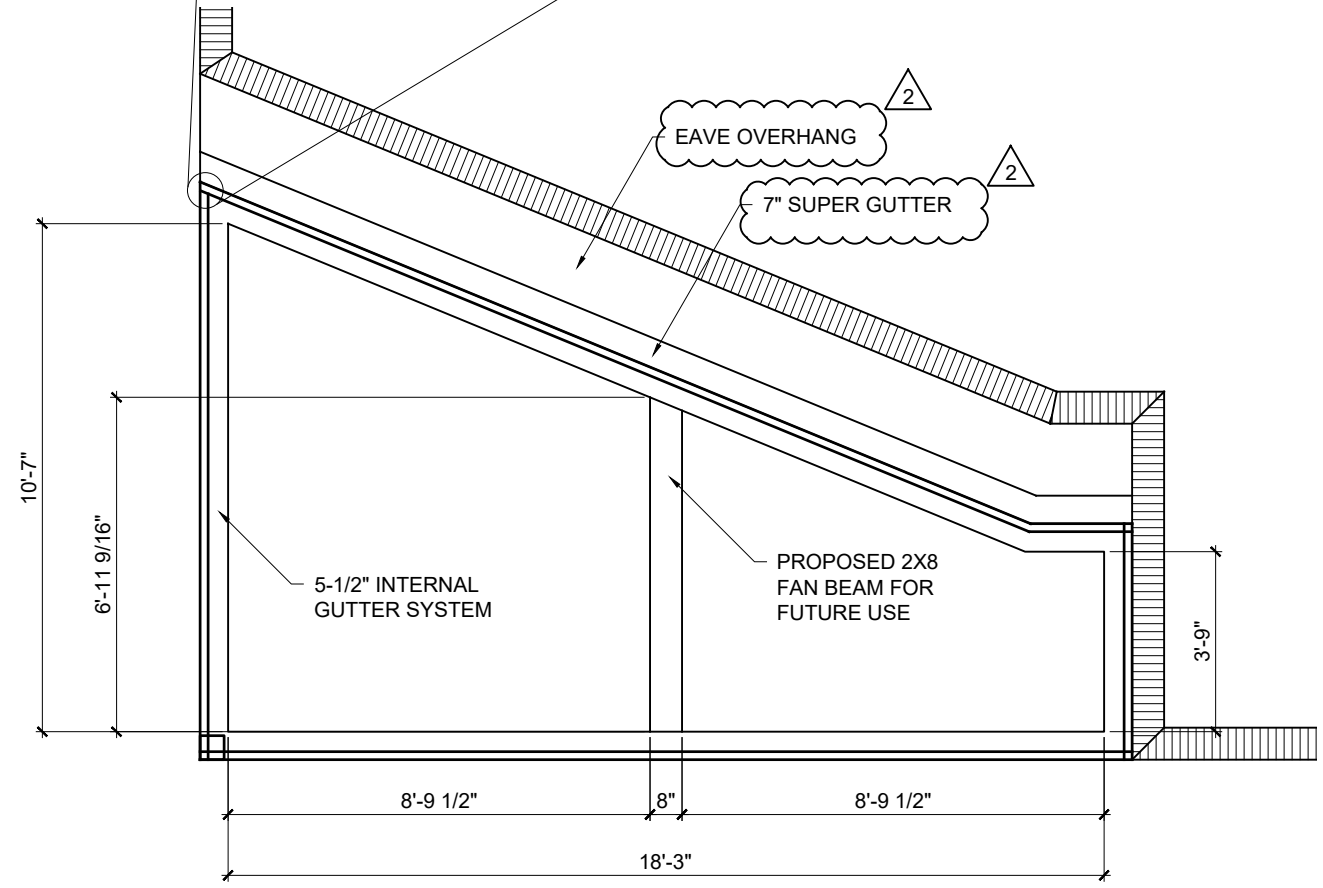 2
EAVE OVERHANG
2
7" SUPER GUTTER
10'-7"
6'-11 9/16"
5-1/2" INTERNAL
GUTTER SYSTEM
PROPOSED 2X8
FAN BEAM FOR
FUTURE USE
3'-9"
8'-9 1/2"
8"
8'-9 1/2"
18'-3"